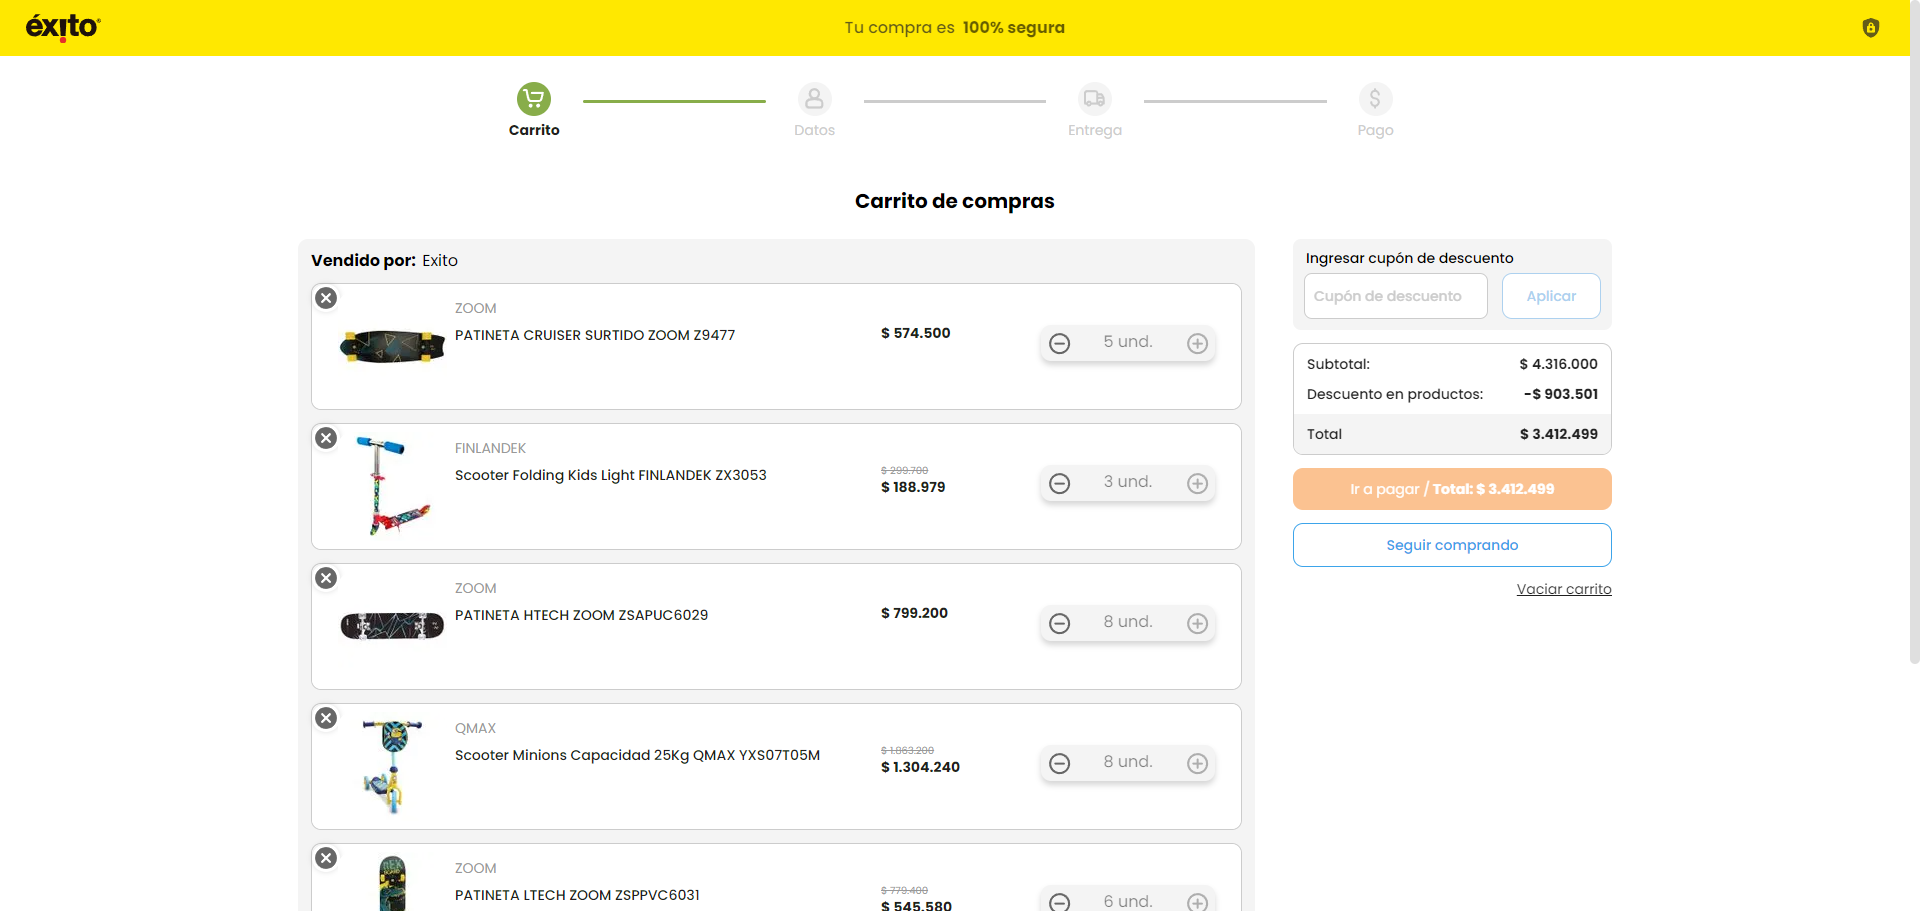 éxito
Tu compra es 100% segura
Carrito
Datos
Entrega
Pago
Carrito de compras
Vendido por: Exito
ZOOM
PATINETA CRUISER SURTIDO ZOOM Z9477
$ 574.500
5 und.
FINLANDEK
Scooter Folding Kids Light FINLANDEK ZX3053
$ 299.700
$ 188.979
3 und.
ZOOM
PATINETA HTECH ZOOM ZSAPUC6029
$ 799.200
8 und.
QMAX
Scooter Minions Capacidad 25Kg QMAX YXS07T05M
$ 1.863.200
$ 1.304.240
8 und.
ZOOM
PATINETA LTECH ZOOM ZSPPVC6031
$ 779.400
$ 545.580
6 und.
Ingresar cupón de descuento
Cupón de descuento
Aplicar
Subtotal: $ 4.316.000
Descuento en productos: -$ 903.501
Total $ 3.412.499
Ir a pagar / Total: $ 3.412.499
Seguir comprando
Vaciar carrito